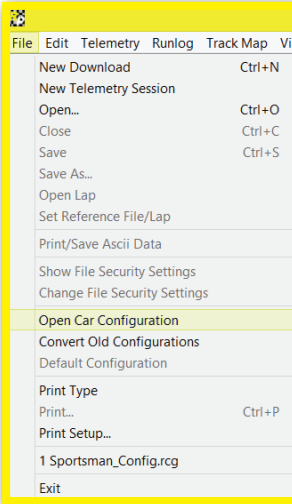 File Edit Telemetry Runlog Track Map Vi
New Download Ctrl+N
New Telemetry Session
Open... Ctrl+O
Close Ctrl+C
Save Ctrl+S
Save As...
Open Lap
Set Reference File/Lap
Print/Save Ascii Data
Show File Security Settings
Change File Security Settings
Open Car Configuration
Convert Old Configurations
Default Configuration
Print Type
Print... Ctrl+P
Print Setup...
1 Sportsman_Config.rcg
Exit